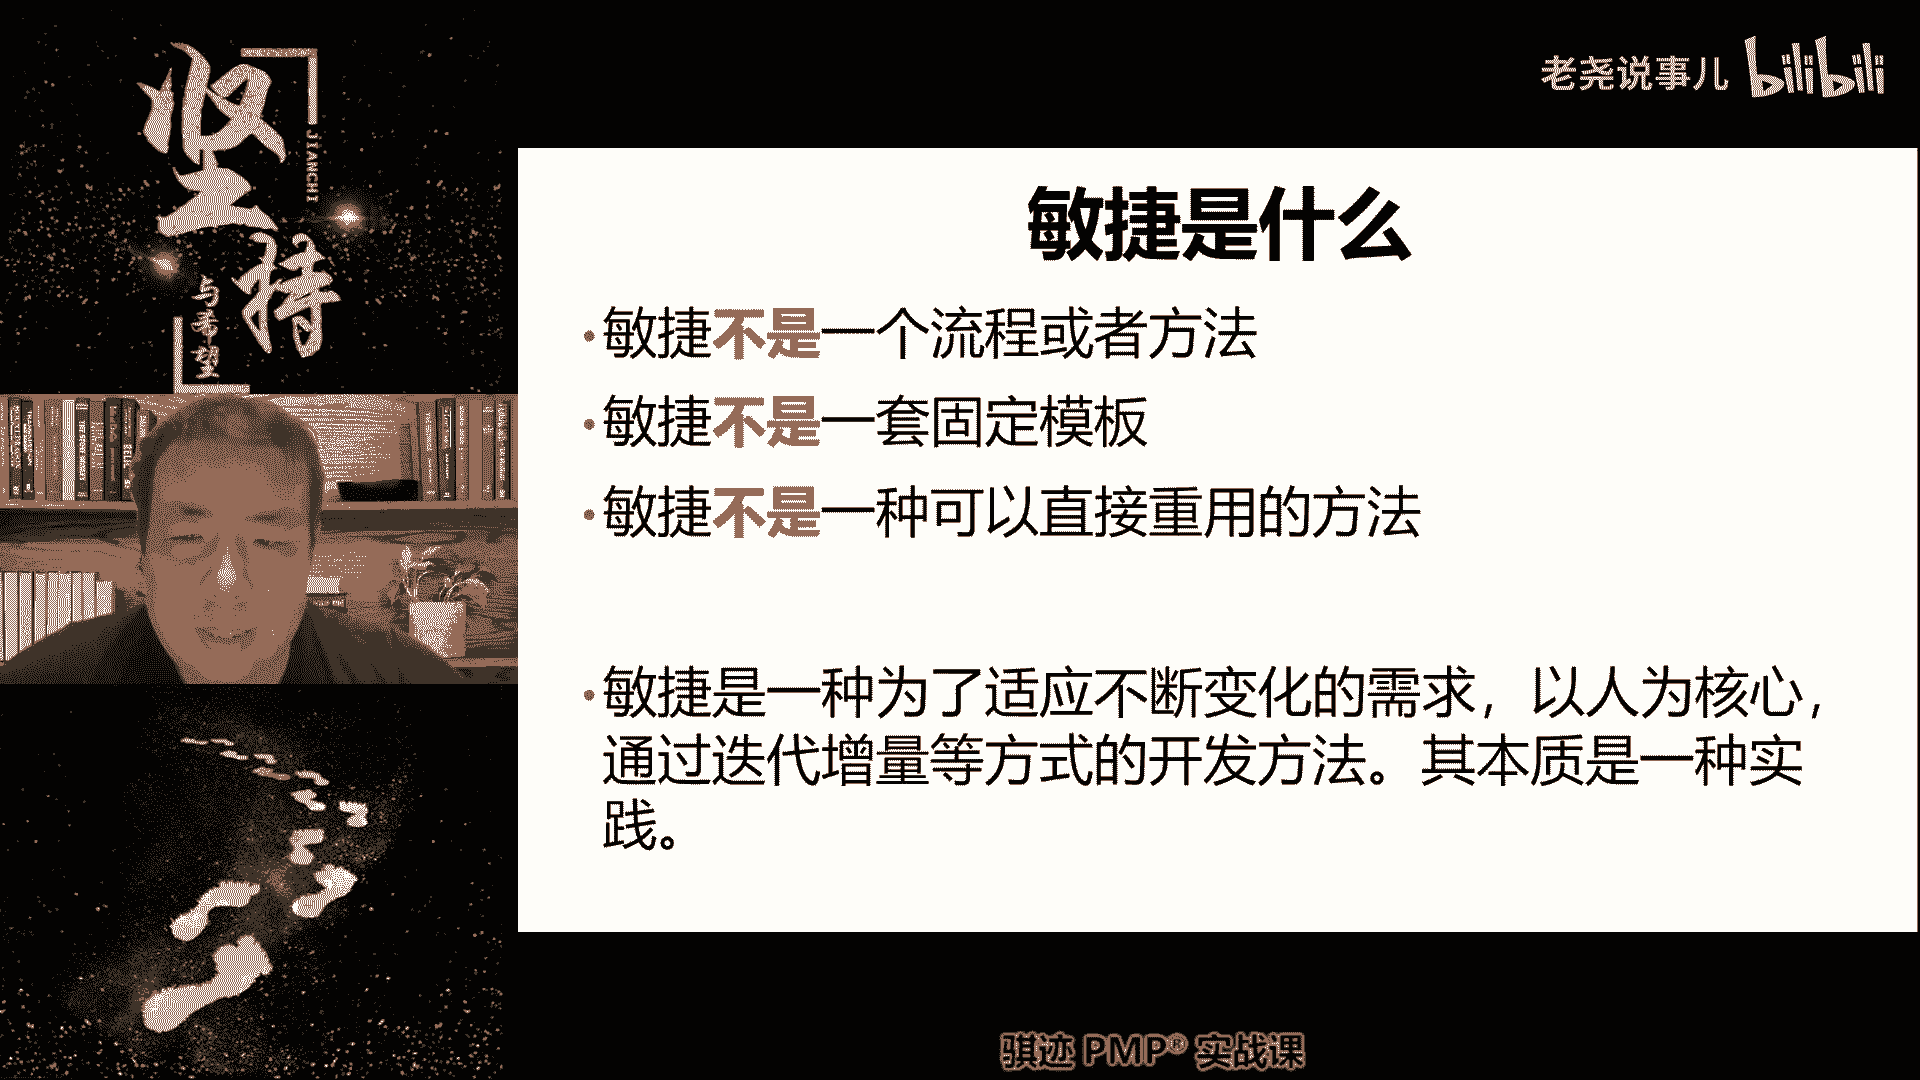 坚持
JIANCHI
与希望
老尧说事儿 bilibili
敏捷是什么
•敏捷不是一个流程或者方法
•敏捷不是一套固定模板
•敏捷不是一种可以直接重用的方法
•敏捷是一种为了适应不断变化的需求，以人为核心，
通过迭代增量等方式的开发方法。其本质是一种实
践。
骐迹 PMP® 实战课